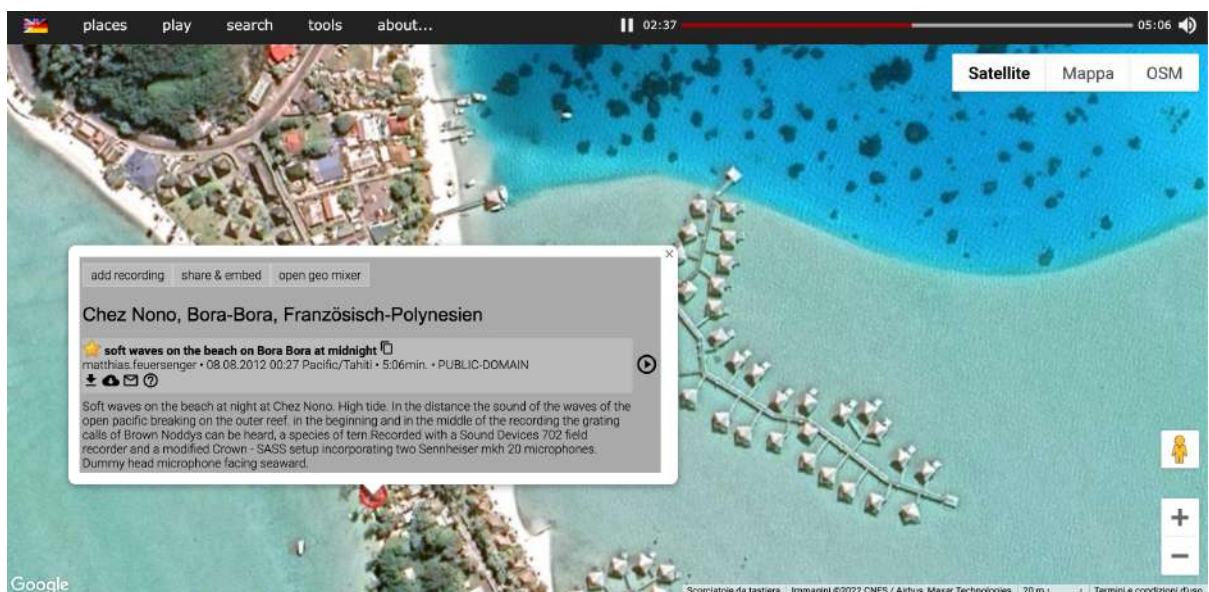 places play search tools about... 02:37 05:06
Satellite Mappa OSM
add recording share & embed open geo mixer
Chez Nono, Bora-Bora, Französisch-Polynesien
soft waves on the beach on Bora Bora at midnight
matthias.feuersenger • 08.08.2012 00:27 Pacific/Tahiti • 5:06min. • PUBLIC-DOMAIN
Soft waves on the beach at night at Chez Nono. High tide. In the distance the sound of the waves of the
open pacific breaking on the outer reef. in the beginning and in the middle of the recording the grating
calls of Brown Noddys can be heard, a species of tern.Recorded with a Sound Devices 702 field
recorder and a modified Crown - SASS setup incorporating two Sennheiser mkh 20 microphones.
Dummy head microphone facing seaward.
Google
Scorciatoie da tastiera Immagini ©2022 CNES / Airbus, Maxar Technologies 20 m Termini e condizioni d'uso